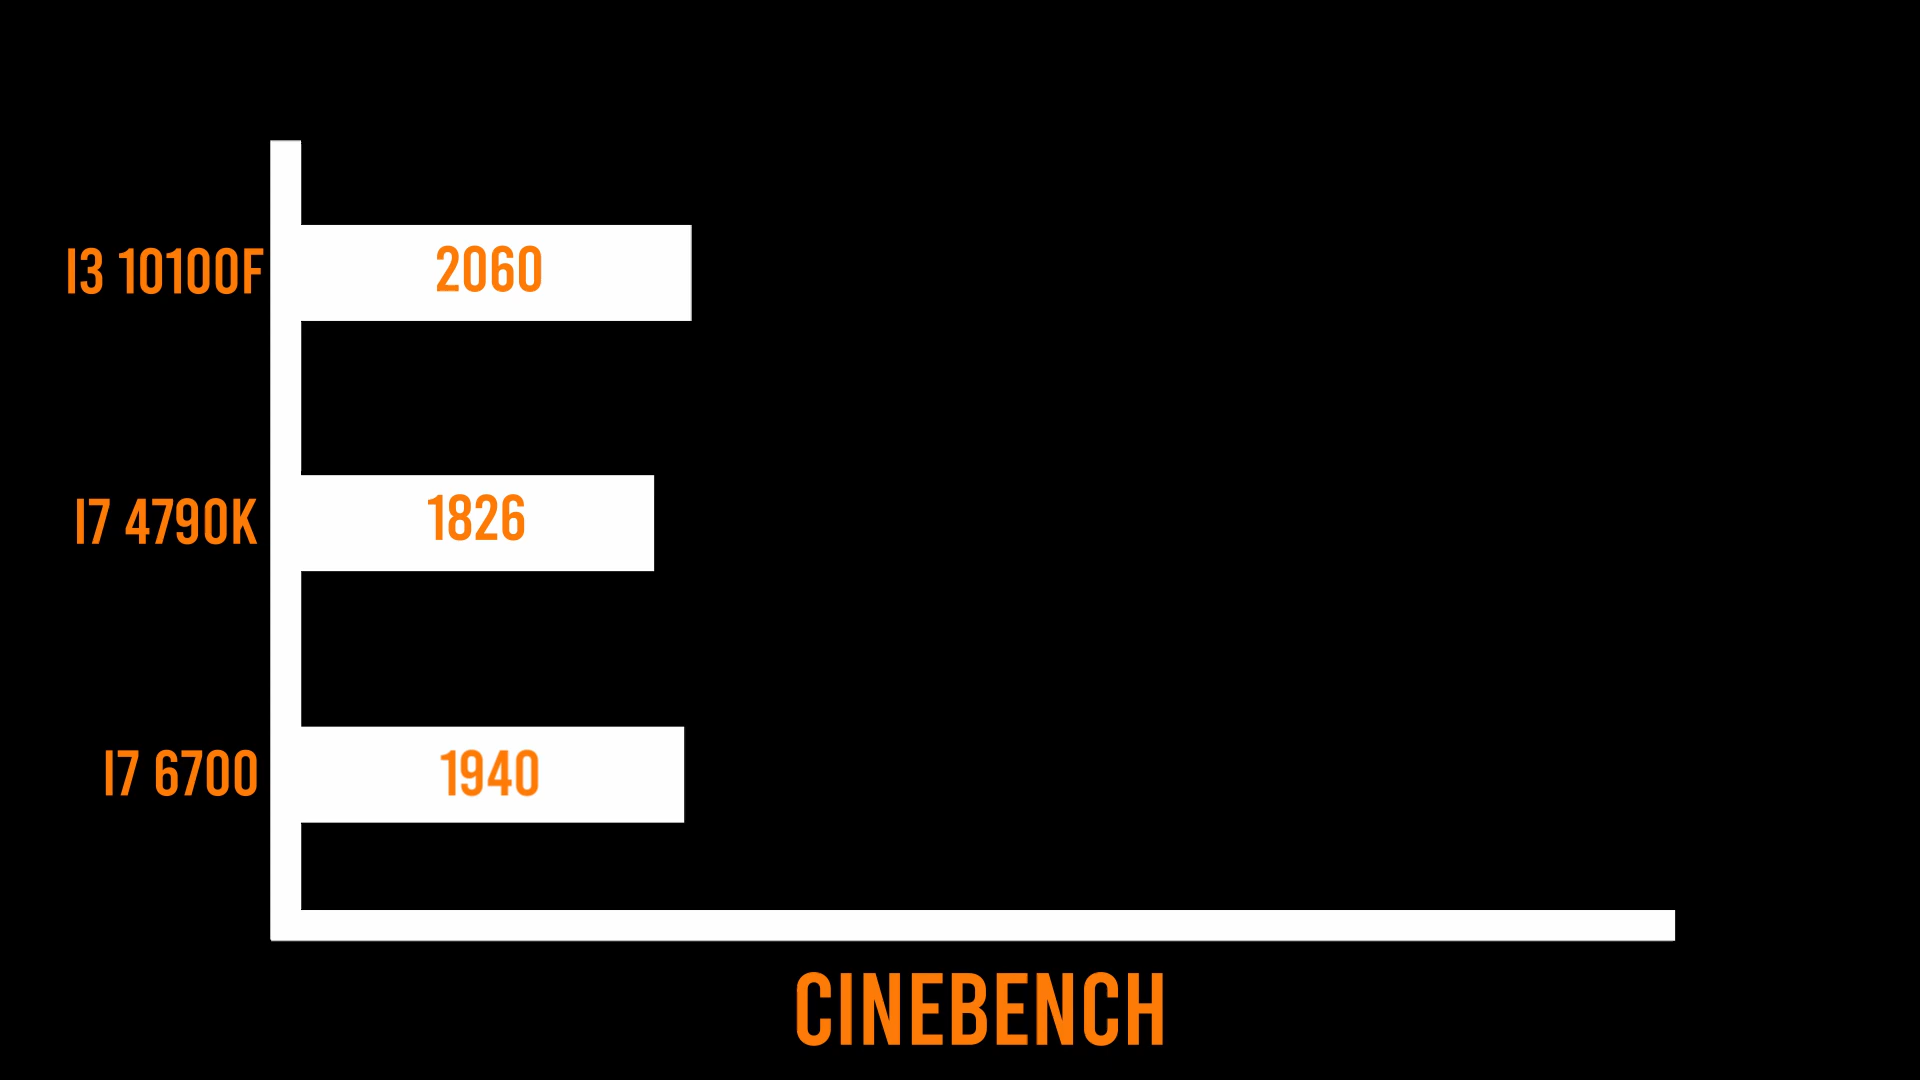 I3 10100F 2060
I7 4790K 1826
I7 6700 1940
CINEBENCH